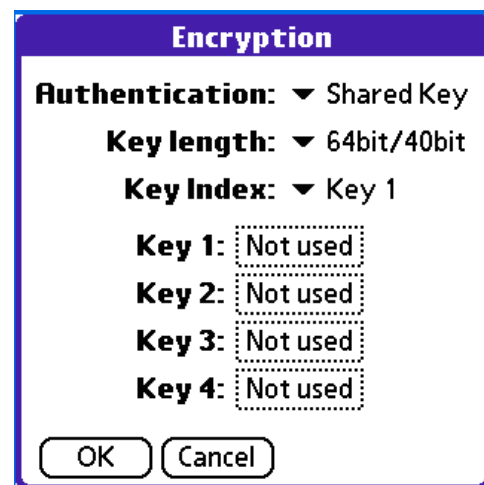 Encryption
Authentication: Shared Key
Key length: 64bit/40bit
Key Index: Key 1
Key 1: Not used
Key 2: Not used
Key 3: Not used
Key 4: Not used
OK Cancel